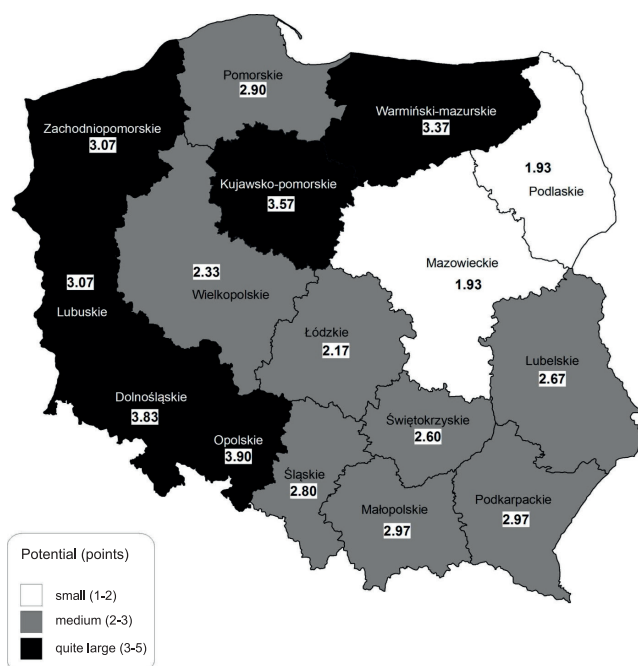 Pomorskie
2.90
Warmiński-mazurskie
3.37
Zachodniopomorskie
3.07
1.93
Podlaskie
Kujawsko-pomorskie
3.57
Mazowieckie
1.93
2.33
Wielkopolskie
3.07
Lubuskie
Łódzkie
2.17
Lubelskie
2.67
Dolnośląskie
3.83
Świętokrzyskie
2.60
Opolskie
3.90
Śląskie
2.80
Podkarpackie
2.97
Małopolskie
2.97
Potential (points)
small (1-2)
medium (2-3)
quite large (3-5)